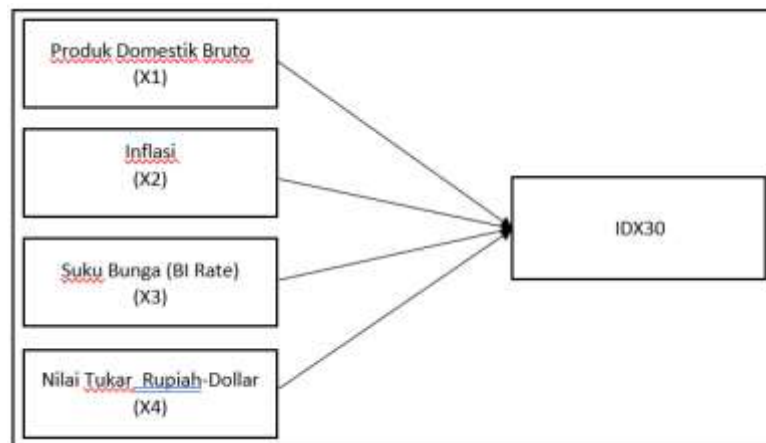 Produk Domestik Bruto
(X1)
Inflasi
(X2)
Suku Bunga (BI Rate)
(X3)
Nilai Tukar Rupiah-Dollar
(X4)
IDX30